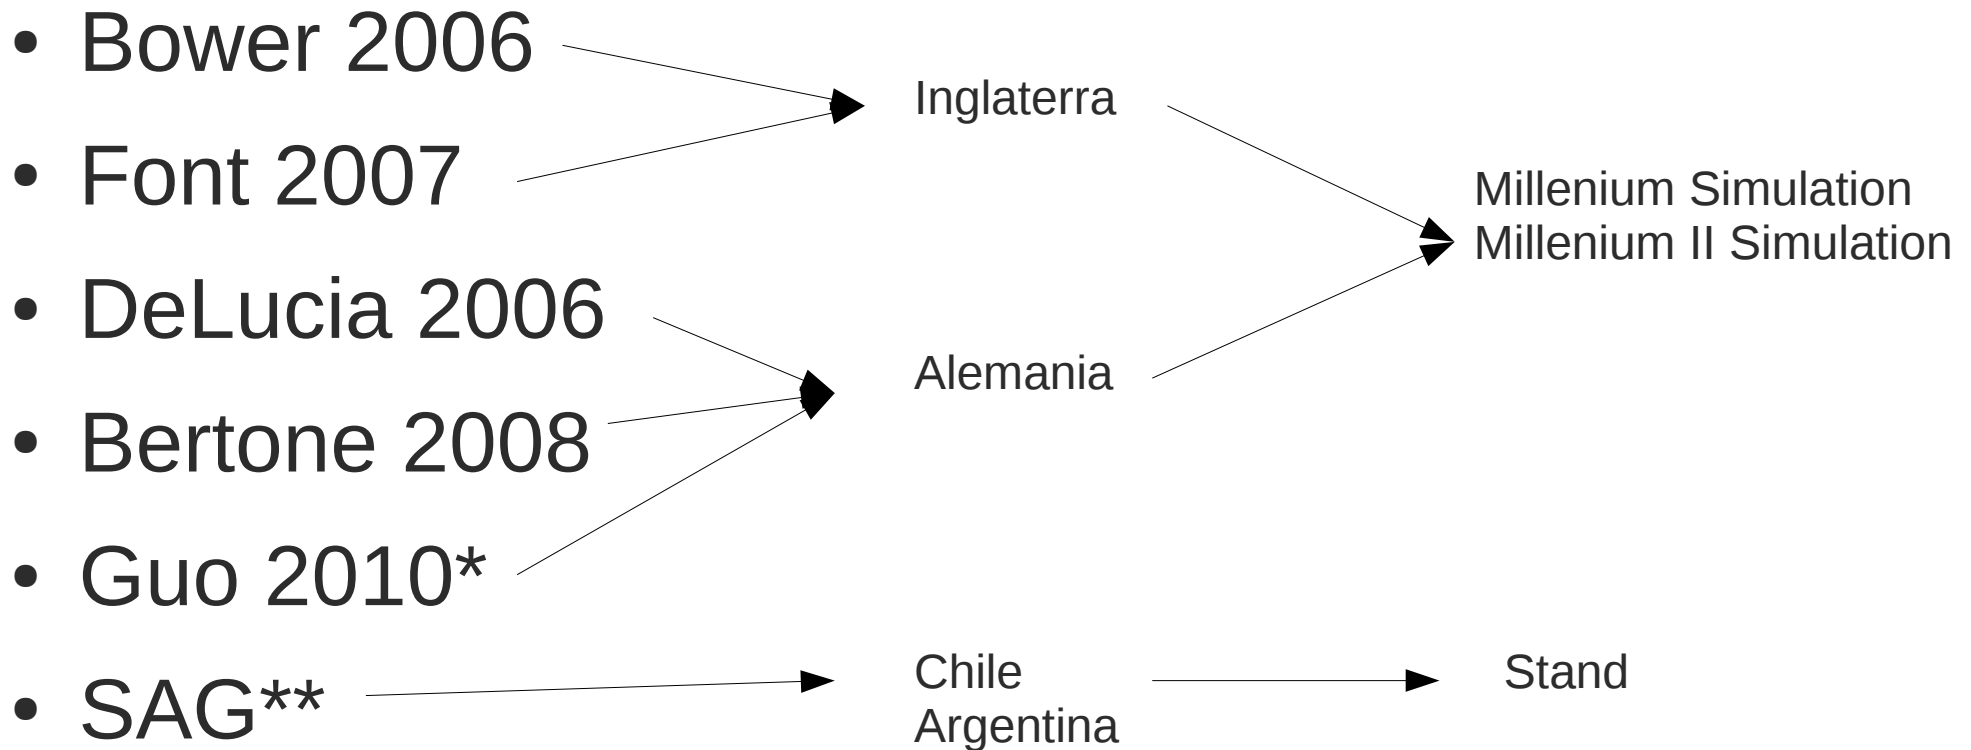 • Bower 2006
• Font 2007
• DeLucia 2006
• Bertone 2008
• Guo 2010*
• SAG**
Inglaterra
Alemania
Chile
Argentina
Millenium Simulation
Millenium II Simulation
Stand